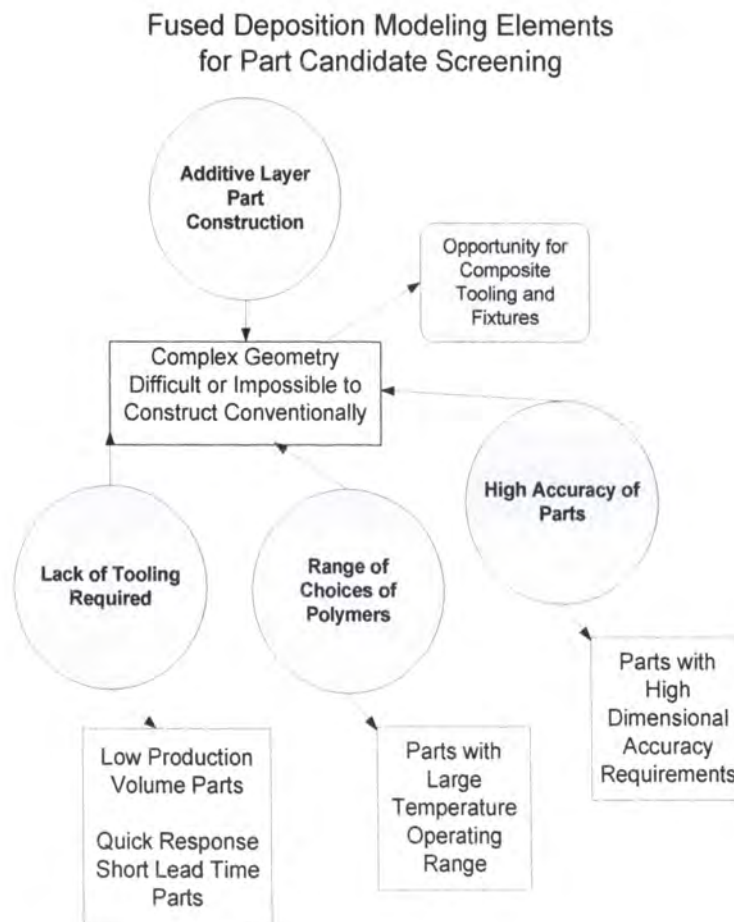 Fused Deposition Modeling Elements
for Part Candidate Screening
Additive Layer
Part
Construction
Opportunity for
Composite
Tooling and
Fixtures
Complex Geometry
Difficult or Impossible to
Construct Conventionally
High Accuracy of
Parts
Lack of Tooling
Required
Range of
Choices of
Polymers
Parts with
High
Dimensional
Accuracy
Requirements
Low Production
Volume Parts
Quick Response
Short Lead Time
Parts
Parts with
Large
Temperature
Operating
Range